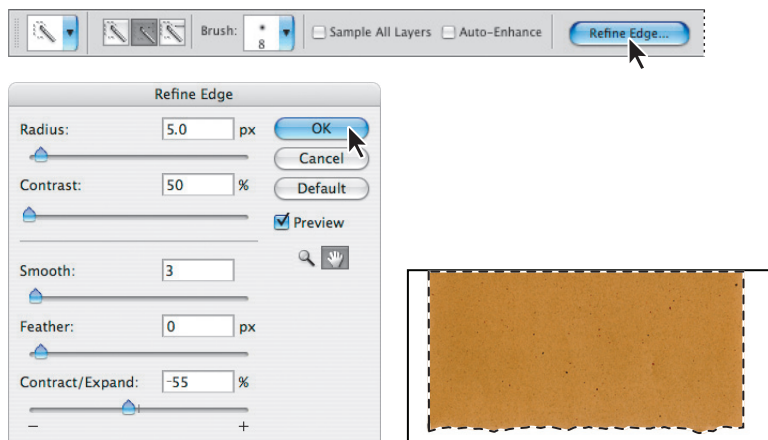 Brush: 8 Sample All Layers Auto-Enhance Refine Edge...
Refine Edge
Radius: 5.0 px OK
Cancel
Contrast: 50 % Default
Preview
Smooth: 3
Feather: 0 px
Contract/Expand: -55 %
- +